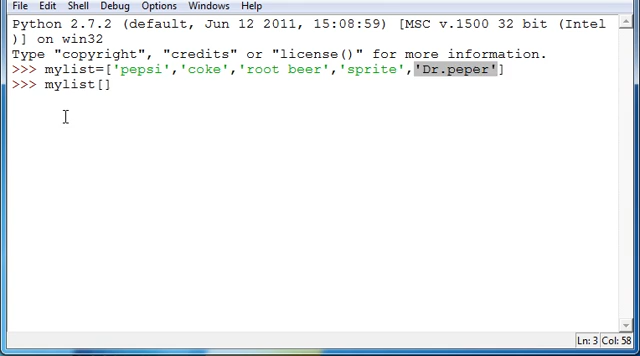 File Edit Shell Debug Options Windows Help
Python 2.7.2 (default, Jun 12 2011, 15:08:59) [MSC v.1500 32 bit (Intel
)] on win32
Type "copyright", "credits" or "license()" for more information.
>>> mylist=['pepsi','coke','root beer','sprite','Dr.peper']
>>> mylist[]
Ln: 3 Col: 58